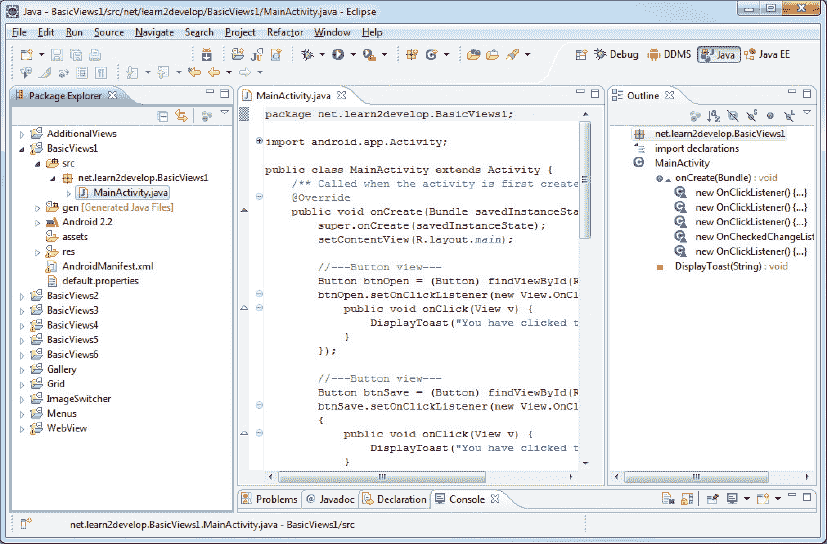 Java - BasicViews1/src/net/learn2develop/BasicViews1/MainActivity.java - Eclipse
File Edit Run Source Navigate Search Project Refactor Window Help
Debug DDMS Java Java EE
Package Explorer
AdditionalViews
BasicViews1
src
net.learn2develop.BasicViews1
MainActivity.java
gen [Generated Java Files]
Android 2.2
assets
res
AndroidManifest.xml
default.properties
BasicViews2
BasicViews3
BasicViews4
BasicViews5
BasicViews6
Gallery
Grid
ImageSwitcher
Menus
WebView
MainActivity.java
package net.learn2develop.BasicViews1;
import android.app.Activity;
public class MainActivity extends Activity {
/** Called when the activity is first create
@Override
public void onCreate(Bundle savedInstanceSta
super.onCreate(savedInstanceState);
setContentView(R.layout.main);
//---Button view---
Button btnOpen = (Button) findViewById(R
btnOpen.setOnClickListener(new View.OnCl
public void onClick(View v) {
DisplayToast("You have clicked t
}
});
//---Button view---
Button btnSave = (Button) findViewById(R
btnSave.setOnClickListener(new View.OnCl
{
public void onClick(View v) {
DisplayToast("You have clicked t
}
Outline
net.learn2develop.BasicViews1
import declarations
MainActivity
onCreate(Bundle) : void
new OnClickListener() {...}
new OnClickListener() {...}
new OnClickListener() {...}
new OnCheckedChangeList
new OnClickListener() {...}
DisplayToast(String) : void
Problems @ Javadoc Declaration Console
net.learn2develop.BasicViews1.MainActivity.java - BasicViews1/src